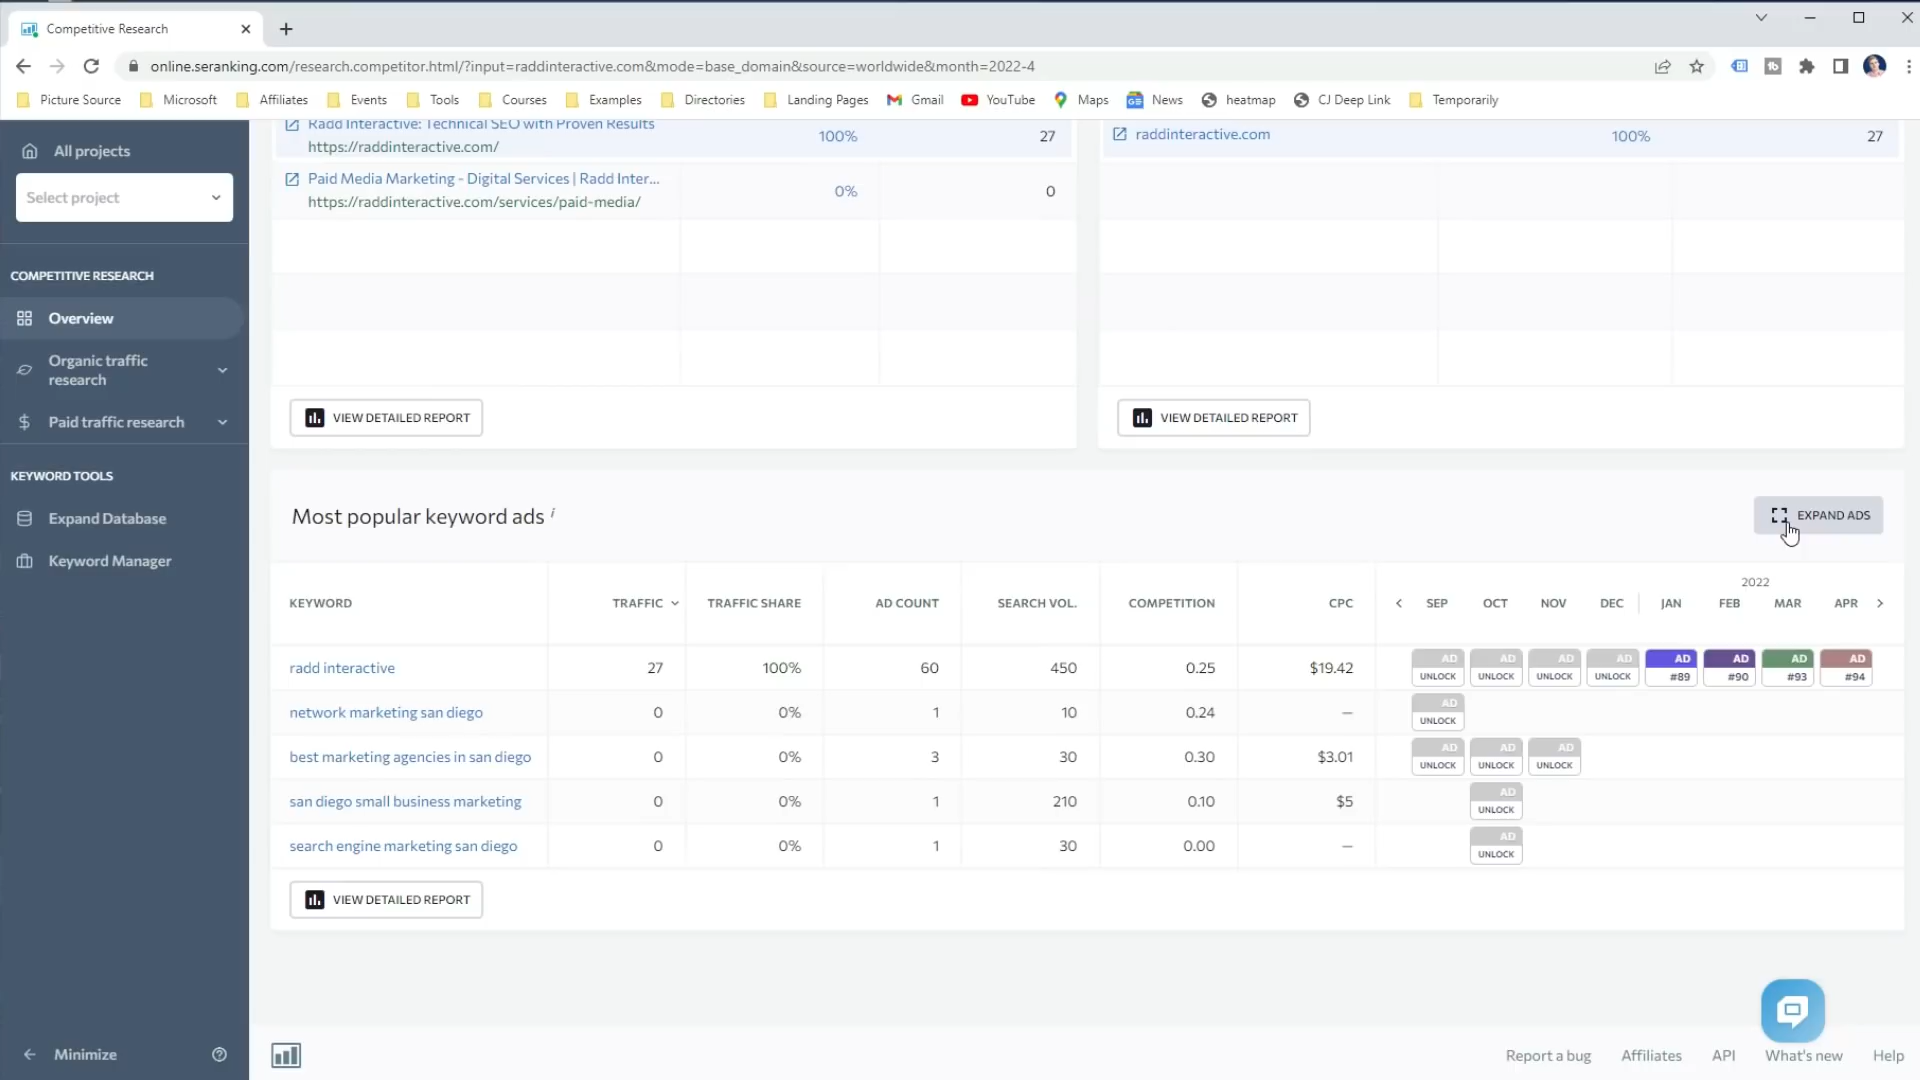 Competitive Research
online.seranking.com/research.competitor.html/?input=raddinteractive.com&mode=base_domain&source=worldwide&month=2022-4
Picture Source Microsoft Affiliates Events Tools Courses Examples Directories Landing Pages Gmail YouTube Maps News heatmap CJ Deep Link Temporarily
All projects
Select project
COMPETITIVE RESEARCH
Overview
Organic traffic
research
Paid traffic research
KEYWORD TOOLS
Expand Database
Keyword Manager
Minimize
Radd Interactive: Technical SEO with Proven Results
https://raddinteractive.com/ 100% 27
Paid Media Marketing - Digital Services | Radd Inter...
https://raddinteractive.com/services/paid-media/ 0% 0
VIEW DETAILED REPORT
raddinteractive.com 100% 27
VIEW DETAILED REPORT
Most popular keyword ads i
EXPAND ADS
2022
KEYWORD TRAFFIC TRAFFIC SHARE AD COUNT SEARCH VOL. COMPETITION CPC SEP OCT NOV DEC JAN FEB MAR APR
radd interactive 27 100% 60 450 0.25 $19.42 AD AD AD AD AD AD AD AD
UNLOCK UNLOCK UNLOCK UNLOCK #89 #90 #93 #94
network marketing san diego 0 0% 1 10 0.24 — AD
UNLOCK
best marketing agencies in san diego 0 0% 3 30 0.30 $3.01 AD AD AD
UNLOCK UNLOCK UNLOCK
san diego small business marketing 0 0% 1 210 0.10 $5 AD
UNLOCK
search engine marketing san diego 0 0% 1 30 0.00 — AD
UNLOCK
VIEW DETAILED REPORT
Report a bug Affiliates API What's new Help